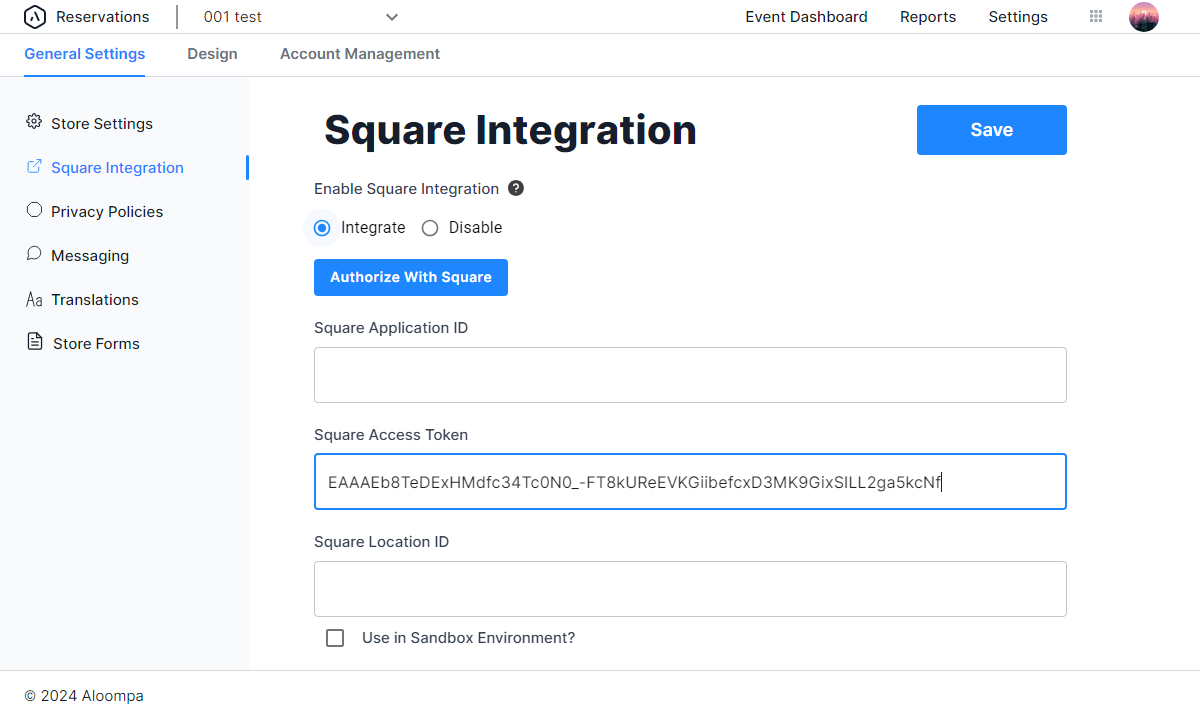 Reservations
001 test
Event Dashboard
Reports
Settings
General Settings
Design
Account Management
Store Settings
Square Integration
Privacy Policies
Messaging
Aa Translations
Store Forms
Square Integration
Save
Enable Square Integration ?
Integrate
Disable
Authorize With Square
Square Application ID
Square Access Token
EAAAEb8TeDExHMdfc34Tc0N0_-FT8kUReEVKGiibefcxD3MK9GixSlLL2ga5kcNf
Square Location ID
Use in Sandbox Environment?
© 2024 Aloompa